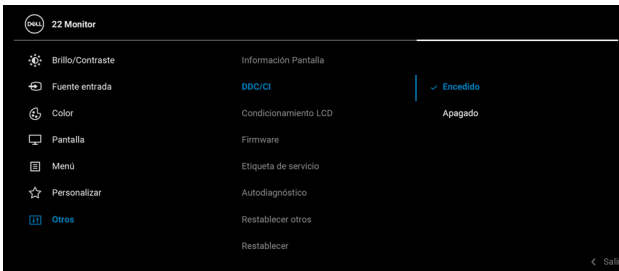 DELL 22 Monitor
Brillo/Contraste Información Pantalla
Fuente entrada DDC/CI ✓ Encedido
Color Condicionamiento LCD Apagado
Pantalla Firmware
Menú Etiqueta de servicio
Personalizar Autodiagnóstico
Otros Restablecer otros
Restablecer